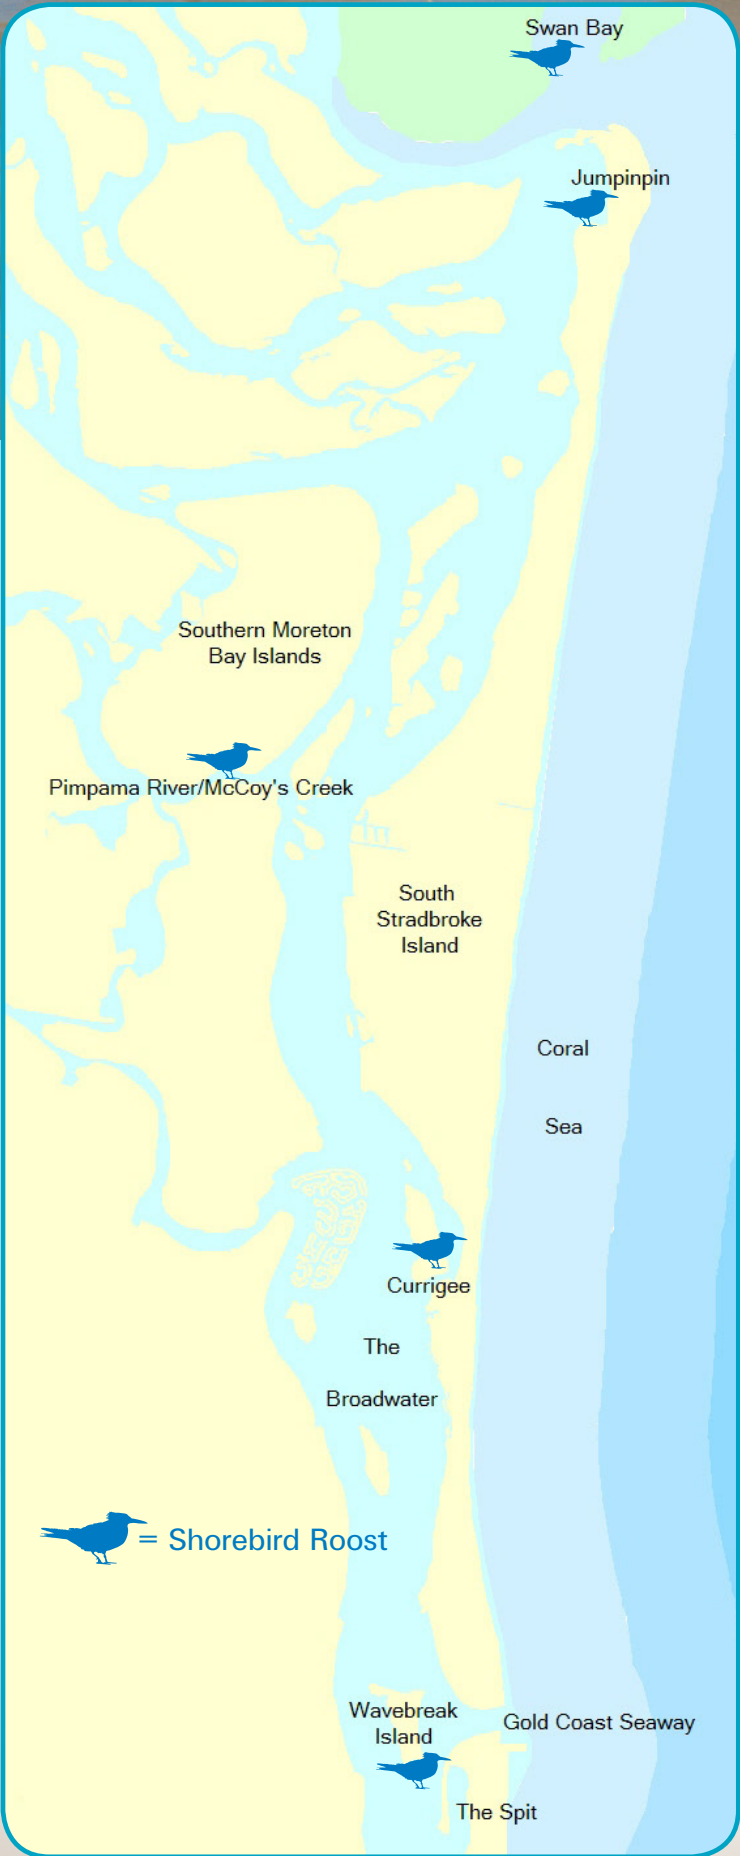 Swan Bay
Jumpinpin
Southern Moreton
Bay Islands
Pimpama River/McCoy's Creek
South
Stradbroke
Island
Coral
Sea
Currigee
The
Broadwater
= Shorebird Roost
Wavebreak
Island
Gold Coast Seaway
The Spit